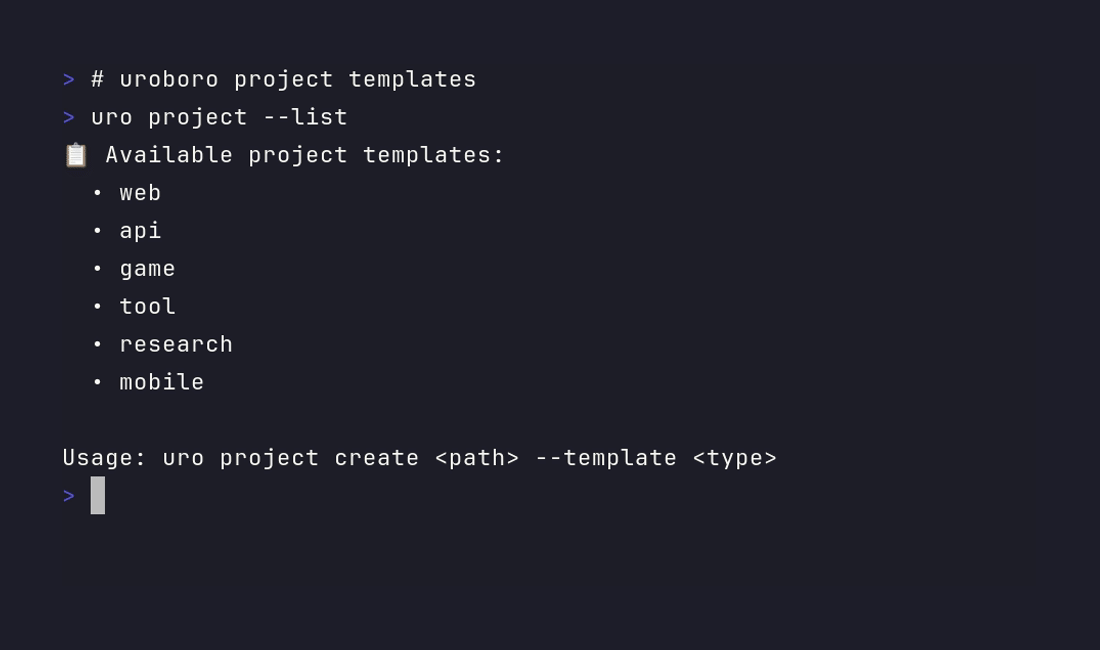 > # uroboro project templates
> uro project --list
📋 Available project templates:
• web
• api
• game
• tool
• research
• mobile
Usage: uro project create <path> --template <type>
>